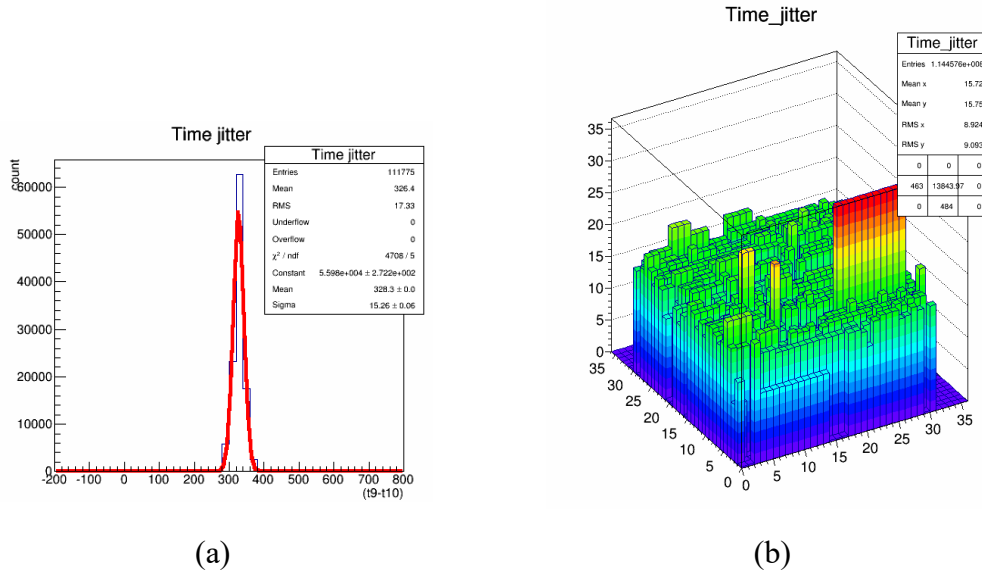 Time_jitter
Time_jitter
Entries 1.144576e+008
Mean x 15.72
Mean y 15.75
RMS x 8.924
RMS y 9.093
0 0 0
463 13843.97 0
0 484 0
35
30
25
20
15
10
5
0
35
30
25
20
15
10
5
0
0
5
10
15
20
25
30
35
Time jitter
Time jitter
Entries 111775
Mean 326.4
RMS 17.33
Underflow 0
Overflow 0
χ² / ndf 4708 / 5
Constant 5.598e+004 ± 2.722e+002
Mean 328.3 ± 0.0
Sigma 15.26 ± 0.06
count
60000
50000
40000
30000
20000
10000
0
-200 -100 0 100 200 300 400 500 600 700 800
(t9-t10)
(a)
(b)